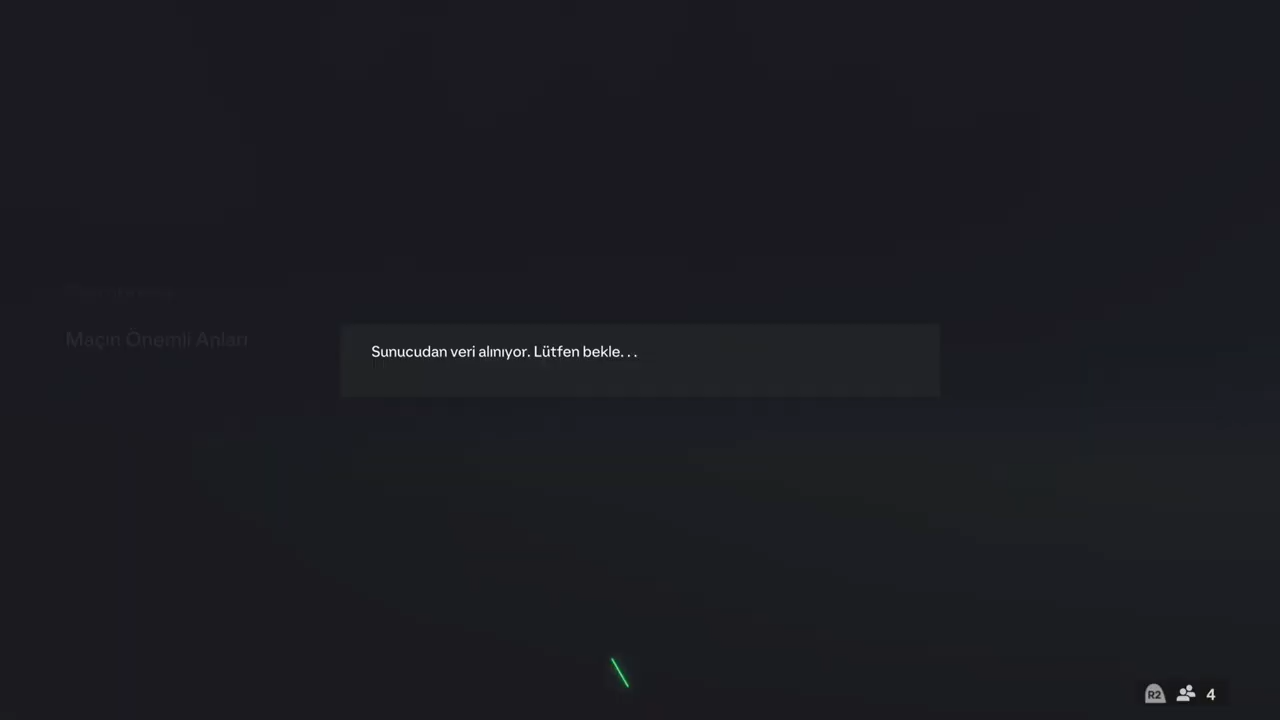 Maçın Önemli Anları
Sunucudan veri alınıyor. Lütfen bekle...
R2 4